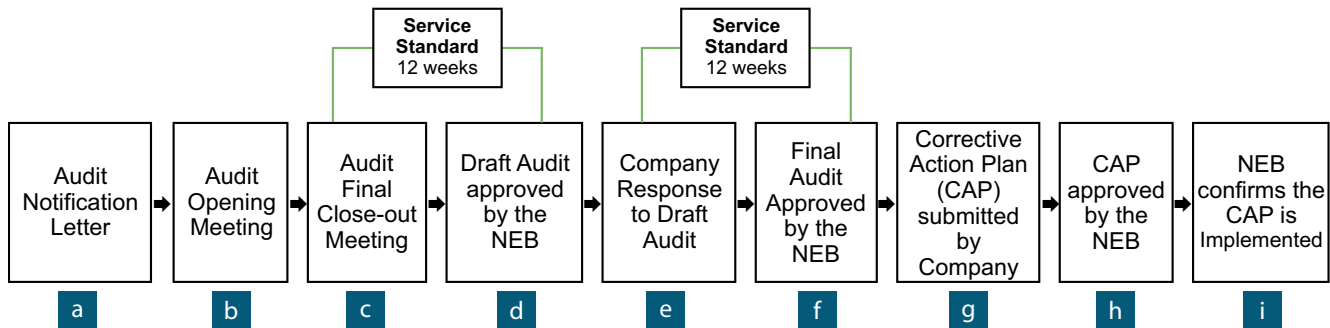 Service
Standard
12 weeks
Service
Standard
12 weeks
Audit
Notification
Letter
Audit
Opening
Meeting
Audit
Final
Close-out
Meeting
Draft Audit
approved
by the
NEB
Company
Response
to Draft
Audit
Final
Audit
Approved
by the
NEB
Corrective
Action Plan
(CAP)
submitted
by
Company
CAP
approved
by the
NEB
NEB
confirms the
CAP is
Implemented
a
b
c
d
e
f
g
h
i